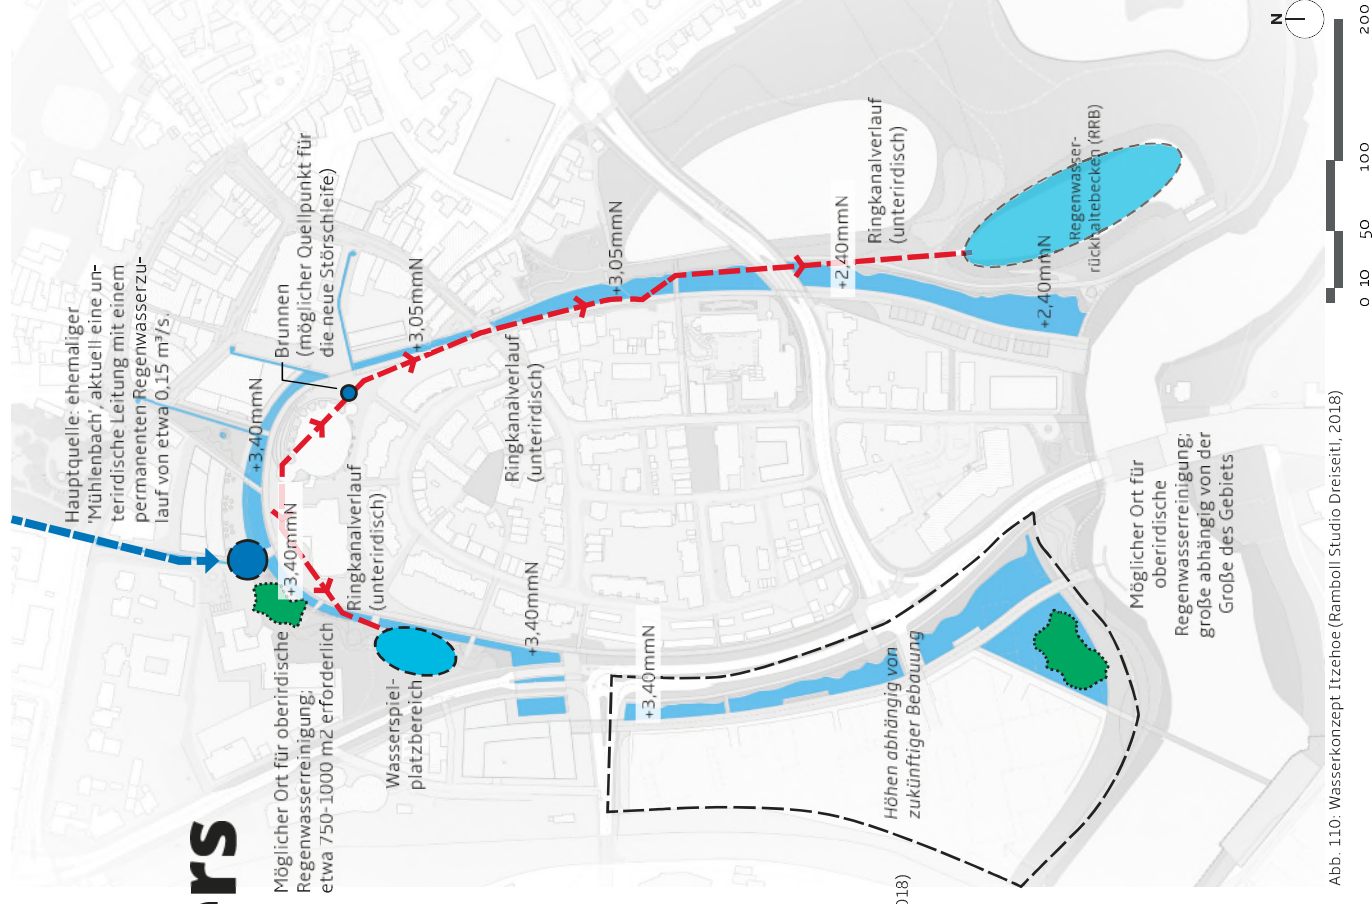 Hauptquelle: ehemaliger
'Mühlenbach', aktuell eine un-
terirdische Leitung mit einem
permanenten Regenwasserzu-
lauf von etwa 0,15 m³/s.
Brunnen
(möglicher Quellpunkt für
die neue Störschleife)
+3,40mmN
+3,40mmN
Ringkanalverlauf
(unterirdisch)
Möglicher Ort für oberirdische
Regenwasserreinigung;
etwa 750-1000 m2 erforderlich
Wasserspiel-
platzbereich
+3,05mmN
Ringkanalverlauf
(unterirdisch)
+3,40mmN
+3,05mmN
+3,40mmN
+2,40mmN
Ringkanalverlauf
(unterirdisch)
Höhen abhängig von
zukünftiger Bebauung
+2,40mmN
Regenwasser-
rückhaltebecken (RRB)
Möglicher Ort für
oberirdische
Regenwasserreinigung;
große abhängig von der
Große des Gebiets
N
0 10 50 100 200
Abb. 110: Wasserkonzept Itzehoe (Ramboll Studio Dreiseitl, 2018)
018)
rs